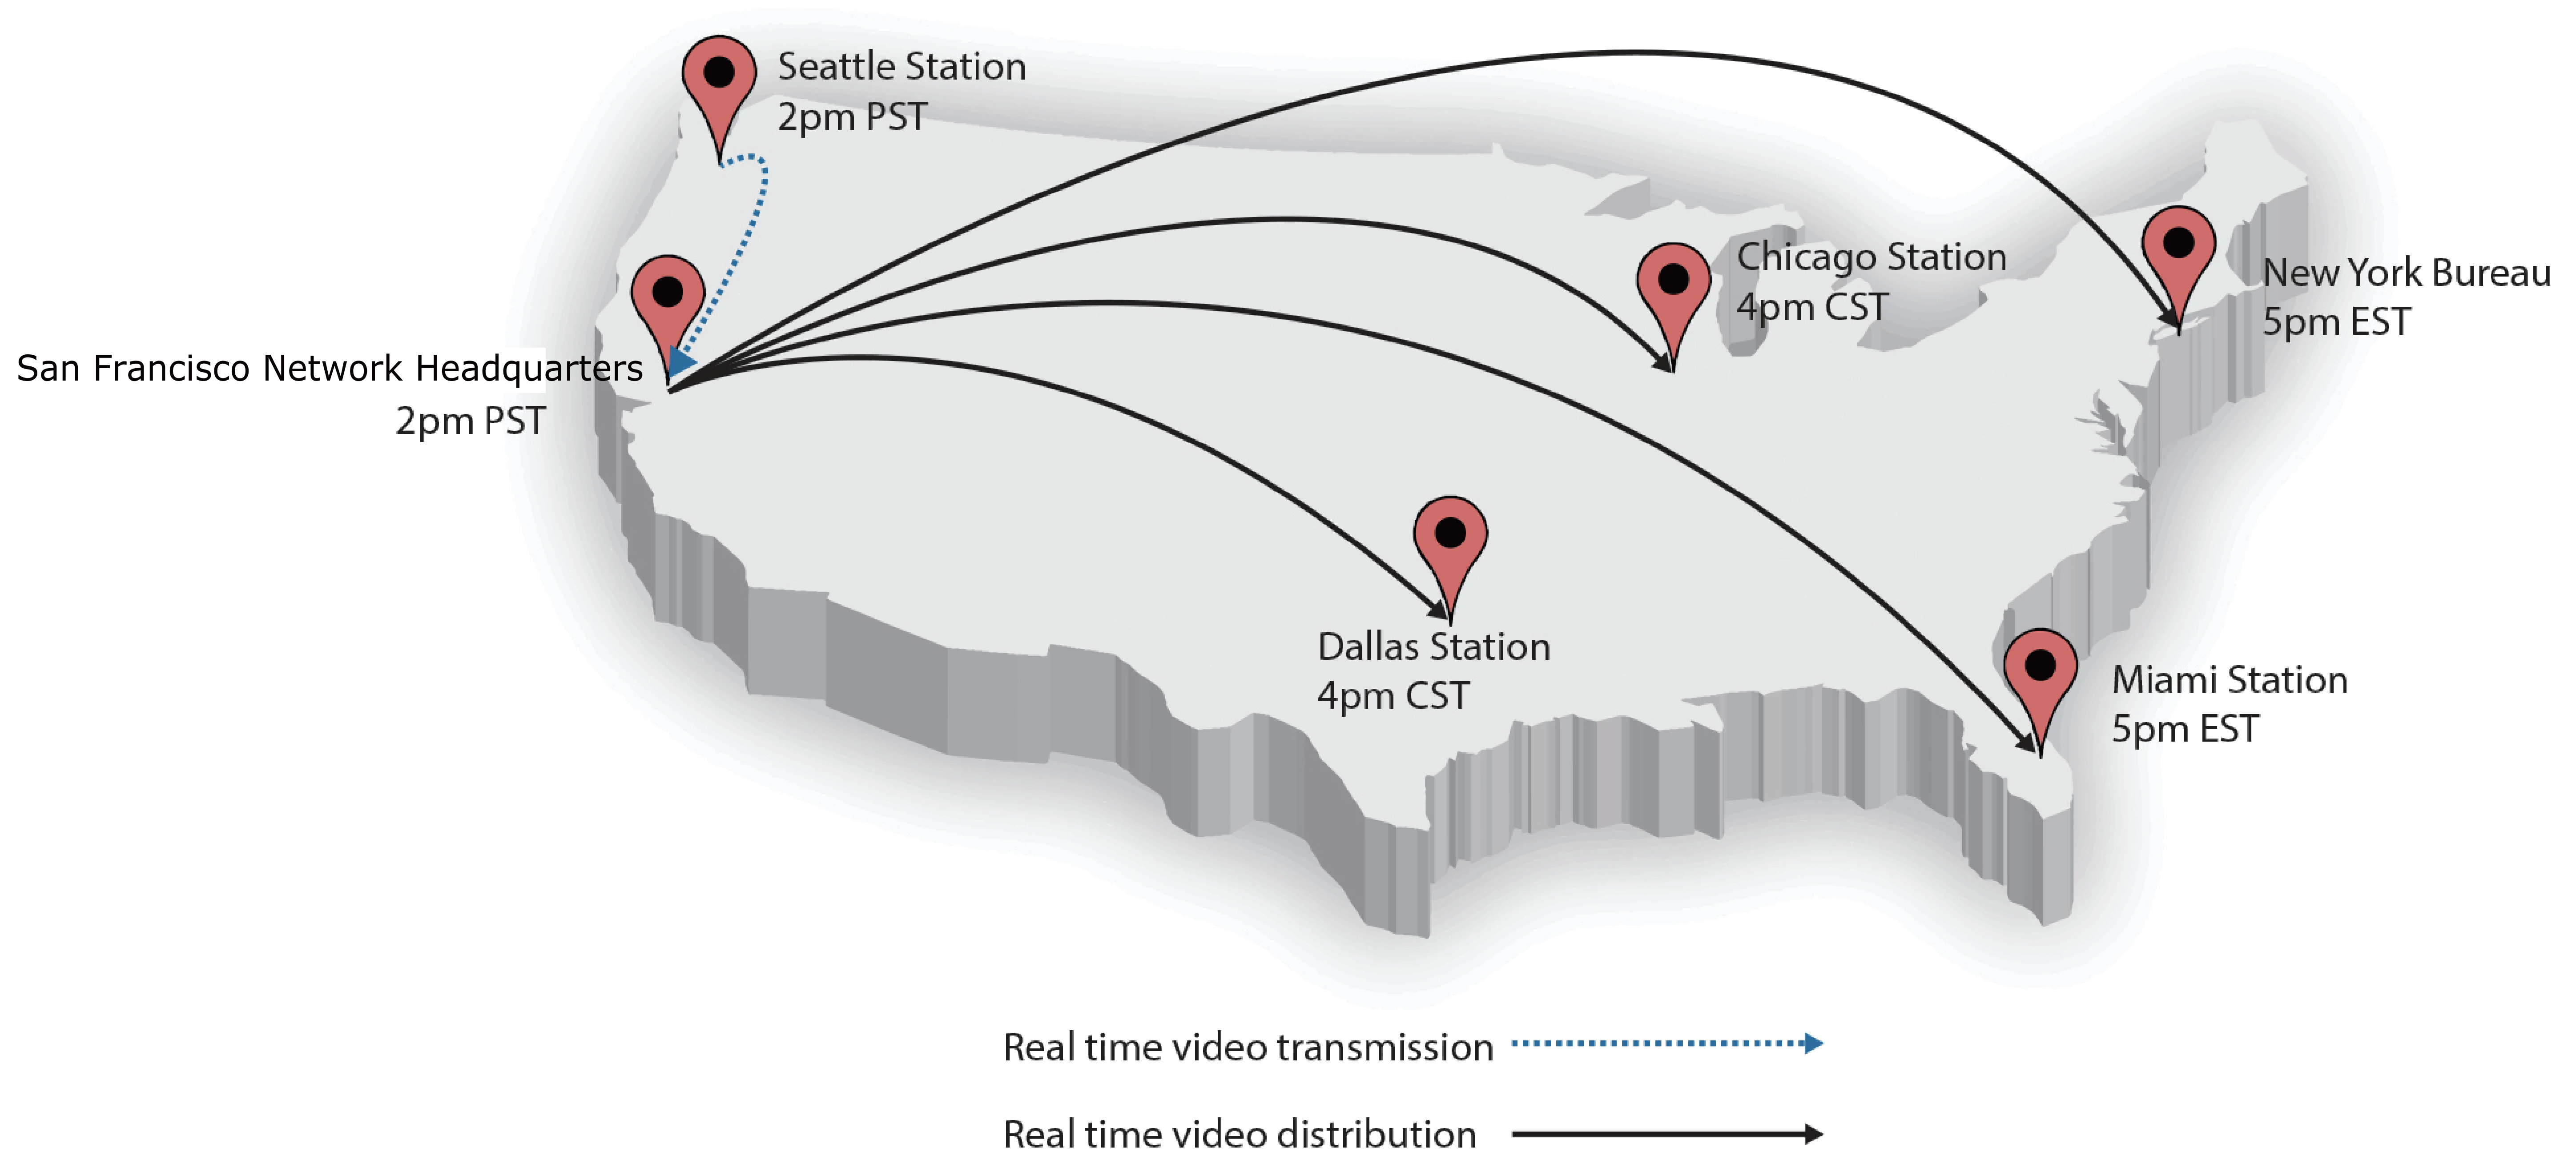 Seattle Station
2pm PST
San Francisco Network Headquarters
2pm PST
Chicago Station
4pm CST
New York Bureau
5pm EST
Dallas Station
4pm CST
Miami Station
5pm EST
Real time video transmission
Real time video distribution